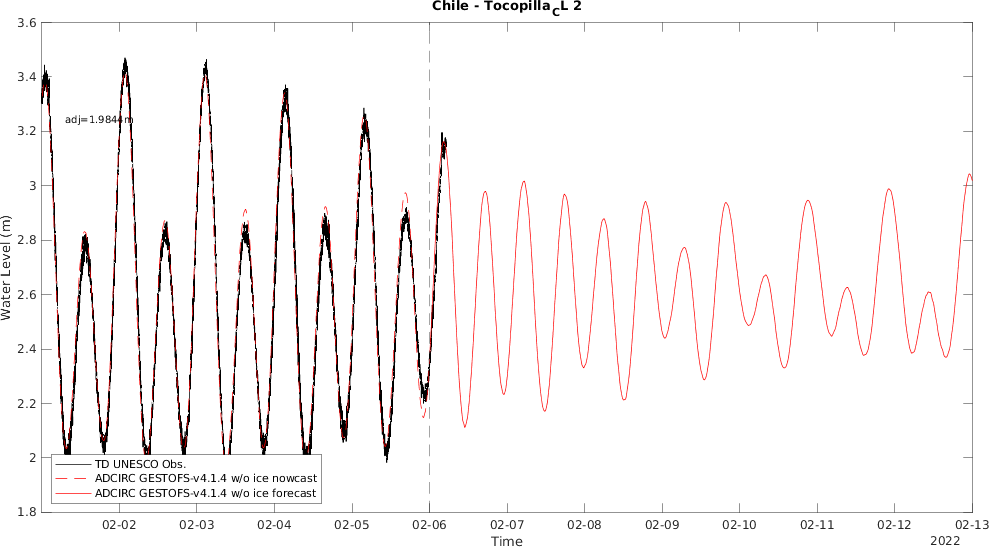 Chile - Tocopilla_CL 2
3.6
3.4
3.2
3
2.8
2.6
2.4
2.2
2
1.8
Water Level (m)
adj=1.9844m
TD UNESCO Obs.
ADCIRC GESTOFS-v4.1.4 w/o ice nowcast
ADCIRC GESTOFS-v4.1.4 w/o ice forecast
02-02 02-03 02-04 02-05 02-06 02-07 02-08 02-09 02-10 02-11 02-12 02-13
Time
2022